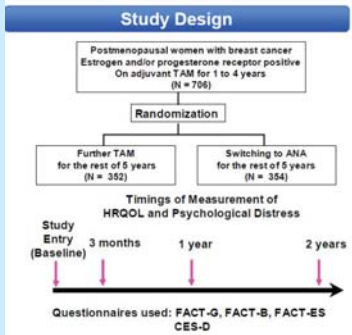 Study Design
Postmenopausal women with breast cancer
Estrogen and/or progesterone receptor positive
On adjuvant TAM for 1 to 4 years
(N = 706)
Randomization
Further TAM
for the rest of 5 years
(N = 352)
Switching to ANA
for the rest of 5 years
(N = 354)
Timings of Measurement of
HRQOL and Psychological Distress
Study
Entry
(Baseline)
3 months
1 year
2 years
Questionnaires used: FACT-G, FACT-B, FACT-ES
CES-D